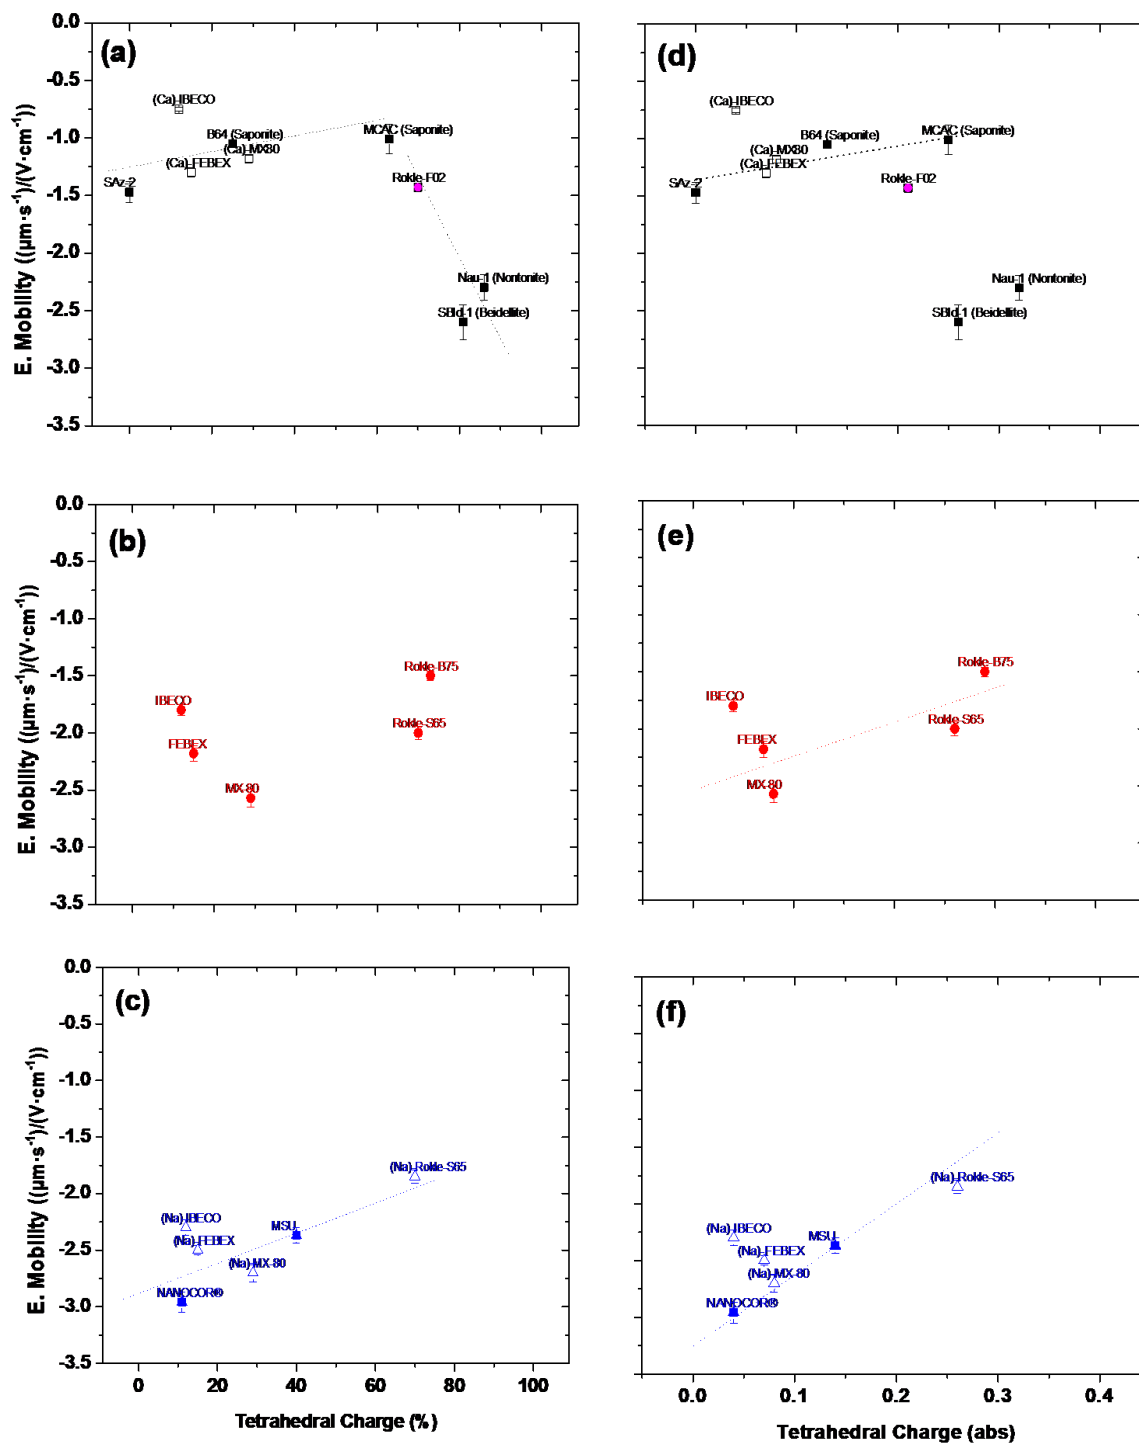 (a)
E. Mobility ((µm·s⁻¹)/(V·cm⁻¹))
0.0
-0.5
-1.0
-1.5
-2.0
-2.5
-3.0
-3.5
(Ca)-IBECO
B64 (Saponite)
(Ca)-MX80
(Ca)-FEBEX
SAz-2
MCAC (Saponite)
Rokle-F02
Nau-1 (Nontonite)
SBld-1 (Beidellite)
(d)
(Ca)-IBECO
B64 (Saponite)
MCAC (Saponite)
(Ca)-MX80
(Ca)-FEBEX
SAz-2
Rokle-F02
Nau-1 (Nontonite)
SBld-1 (Beidellite)
(b)
E. Mobility ((µm·s⁻¹)/(V·cm⁻¹))
0.0
-0.5
-1.0
-1.5
-2.0
-2.5
-3.0
-3.5
Rokle-B75
IBECO
Rokle-S65
FEBEX
MX-80
(e)
Rokle-B75
IBECO
Rokle-S65
FEBEX
MX-80
(c)
E. Mobility ((µm·s⁻¹)/(V·cm⁻¹))
0.0
-0.5
-1.0
-1.5
-2.0
-2.5
-3.0
-3.5
(Na)-Rokle-S65
(Na)-IBECO
MSU
(Na)-FEBEX
(Na)-MX-80
NANOCOR®
0 20 40 60 80 100
Tetrahedral Charge (%)
(f)
(Na)-Rokle-S65
(Na)-IBECO
MSU
(Na)-FEBEX
(Na)-MX-80
NANOCOR®
0.0 0.1 0.2 0.3 0.4
Tetrahedral Charge (abs)